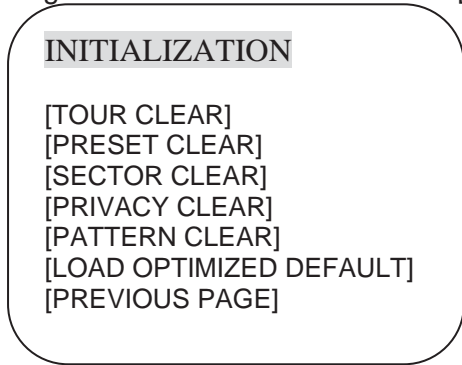 INITIALIZATION
[TOUR CLEAR]
[PRESET CLEAR]
[SECTOR CLEAR]
[PRIVACY CLEAR]
[PATTERN CLEAR]
[LOAD OPTIMIZED DEFAULT]
[PREVIOUS PAGE]